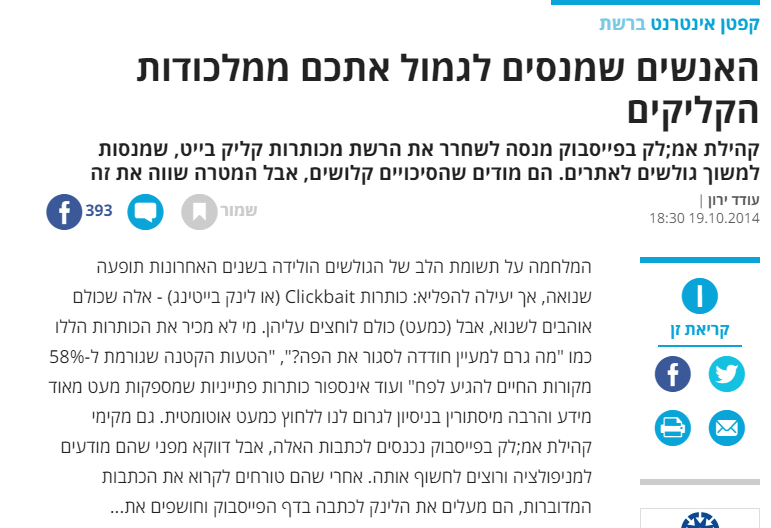 קפטן אינטרנט ברשת
האנשים שמנסים לגמול אתכם ממלכודות
הקליקים
קהילת אמ;לק בפייסבוק מנסה לשחרר את הרשת מכותרות קליק בייט, שמנסות
למשוך גולשים לאתרים. הם מודים שהסיכויים קלושים, אבל המטרה שווה את זה
עודד ירון |
19.10.2014 18:30
שמור
393
קריאת זן
המלחמה על תשומת הלב של הגולשים הולידה בשנים האחרונות תופעה
שנואה, אך יעילה להפליא: כותרות Clickbait (או לינק בייטינג) - אלה שכולם
אוהבים לשנוא, אבל (כמעט) כולם לוחצים עליהן. מי לא מכיר את הכותרות הללו
כמו "מה גרם למעיין חודדה לסגור את הפה?", "הטעות הקטנה שגורמת ל-58%
מקורות החיים להגיע לפח" ועוד אינספור כותרות פתייניות שמספקות מעט מאוד
מידע והרבה מיסתורין בניסיון לגרום לנו ללחוץ כמעט אוטומטית. גם מקימי
קהילת אמ;לק בפייסבוק נכנסים לכתבות האלה, אבל דווקא מפני שהם מודעים
למניפולציה ורוצים לחשוף אותה. אחרי שהם טורחים לקרוא את הכתבות
המדוברות, הם מעלים את הלינק לכתבה בדף הפייסבוק וחושפים את...